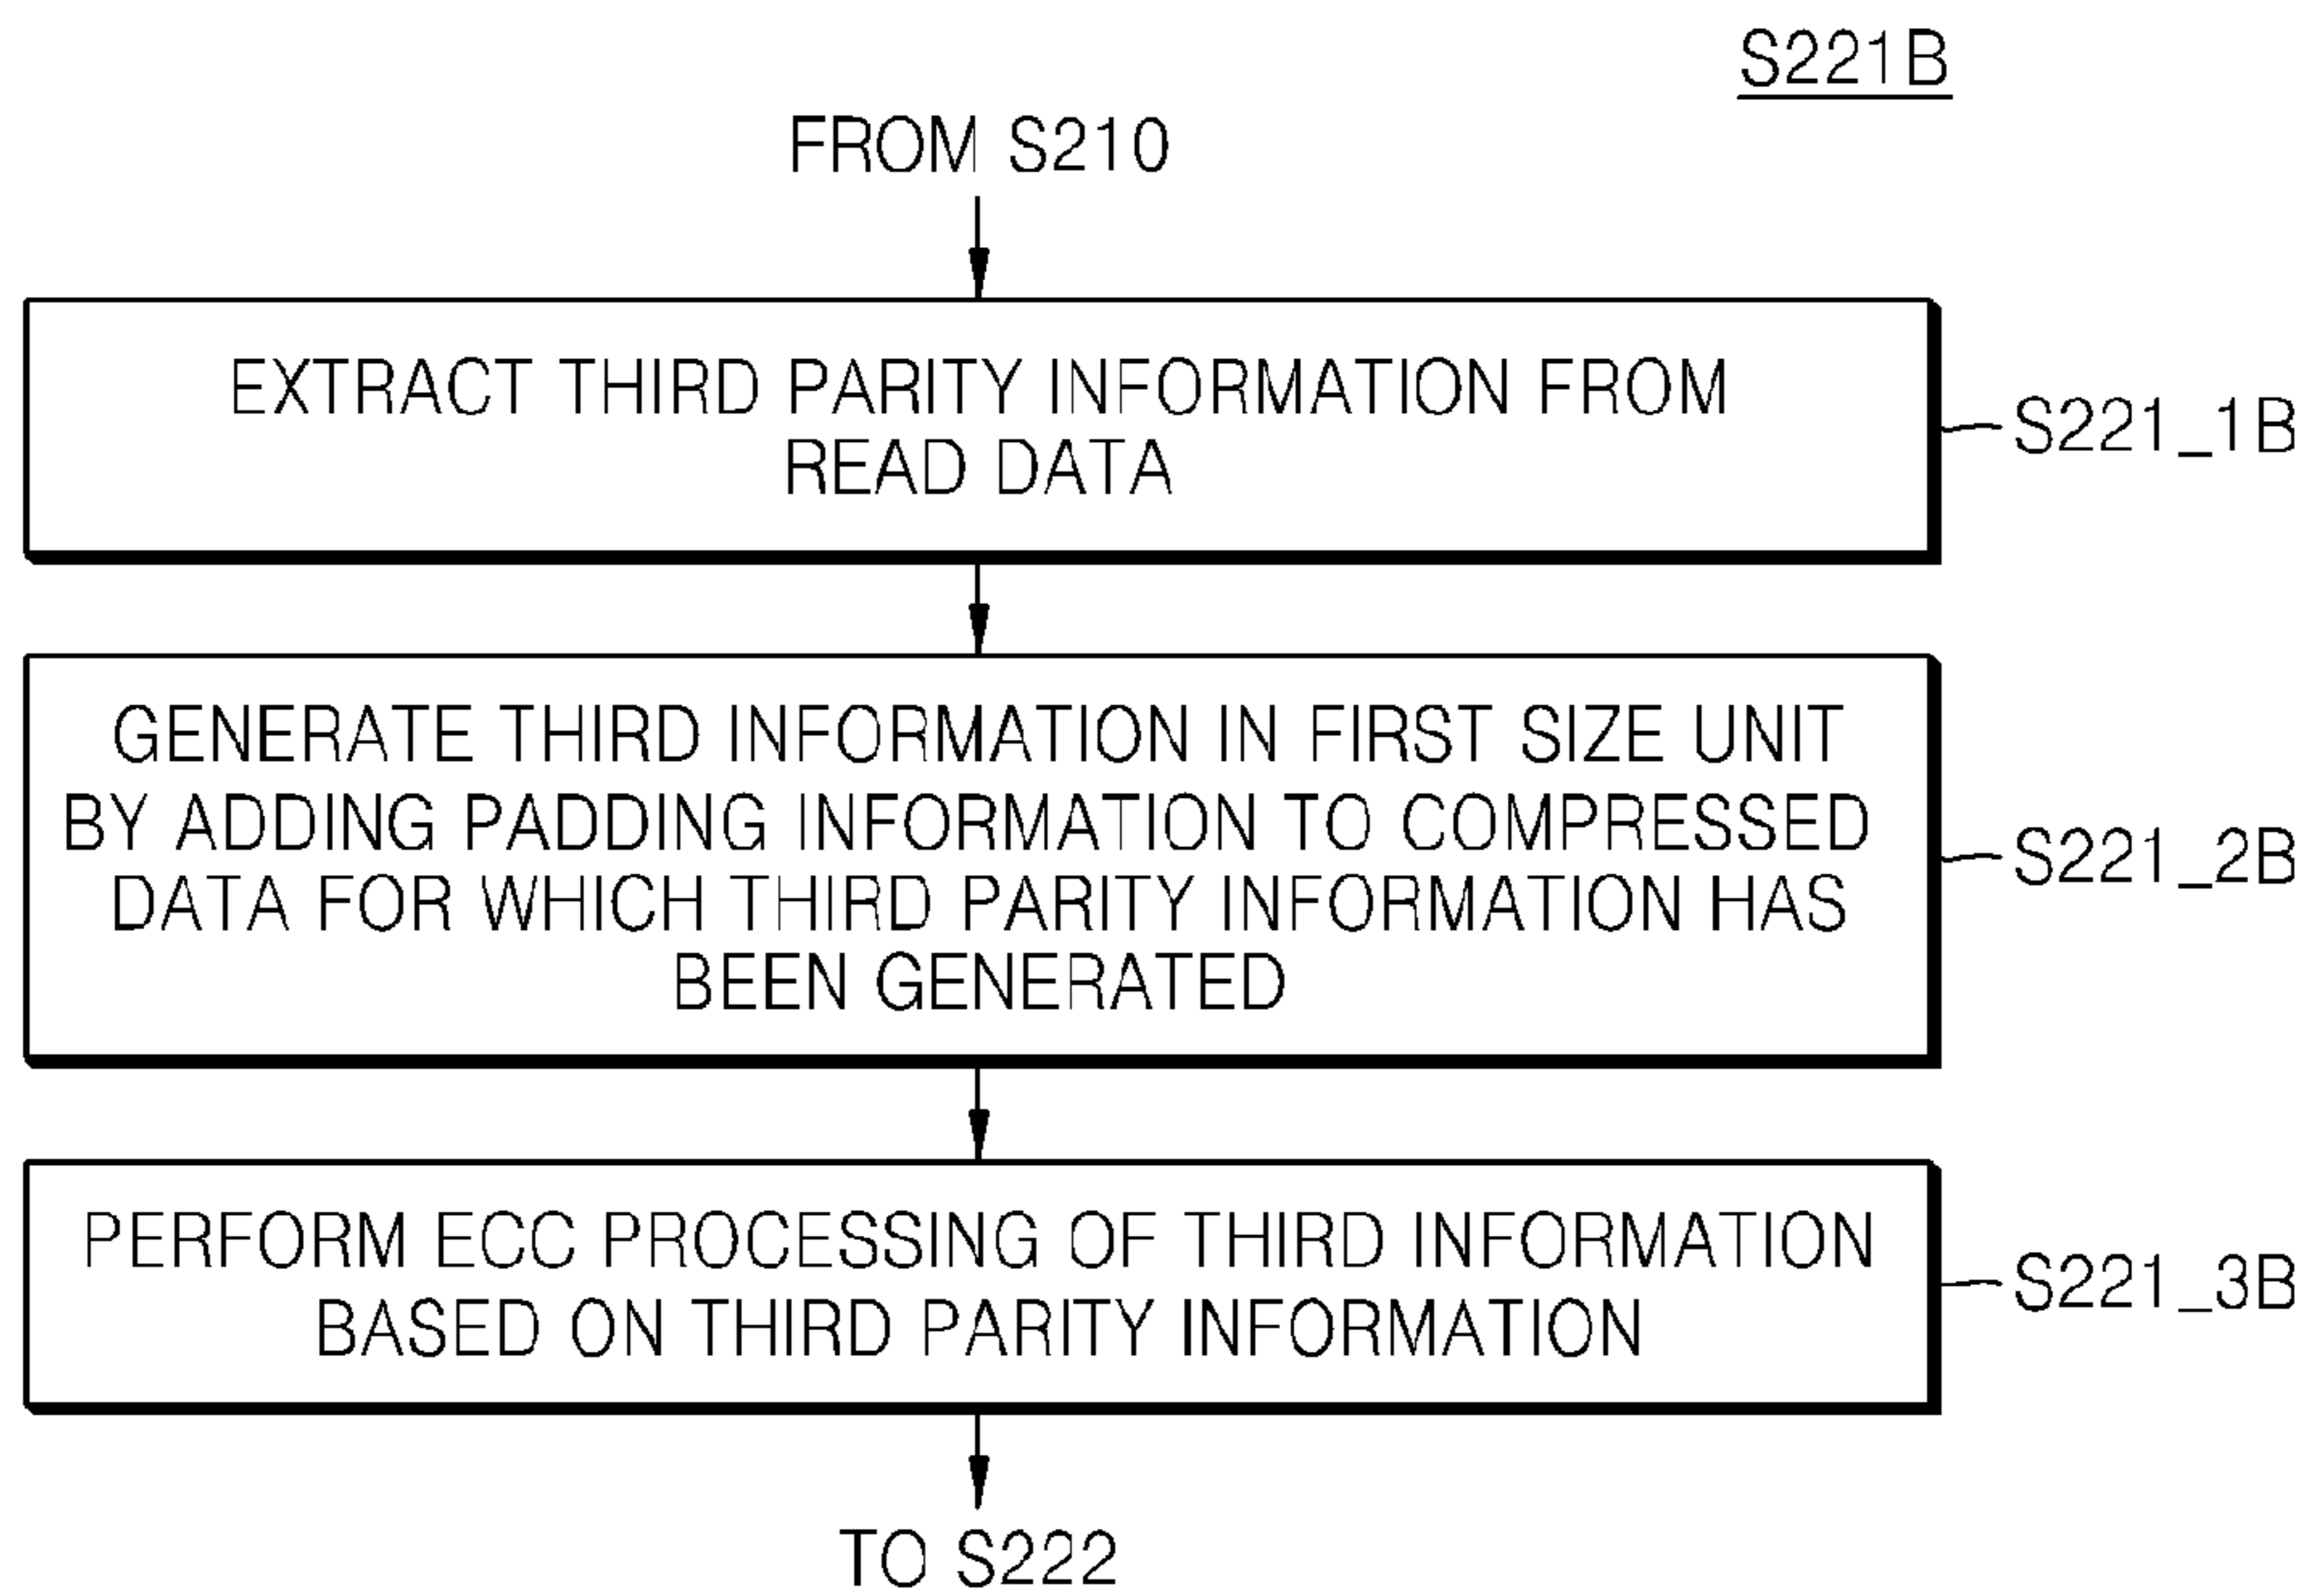 S221B
FROM S210
EXTRACT THIRD PARITY INFORMATION FROM
READ DATA
S221_1B
GENERATE THIRD INFORMATION IN FIRST SIZE UNIT
BY ADDING PADDING INFORMATION TO COMPRESSED
DATA FOR WHICH THIRD PARITY INFORMATION HAS
BEEN GENERATED
S221_2B
PERFORM ECC PROCESSING OF THIRD INFORMATION
BASED ON THIRD PARITY INFORMATION
S221_3B
TO S222